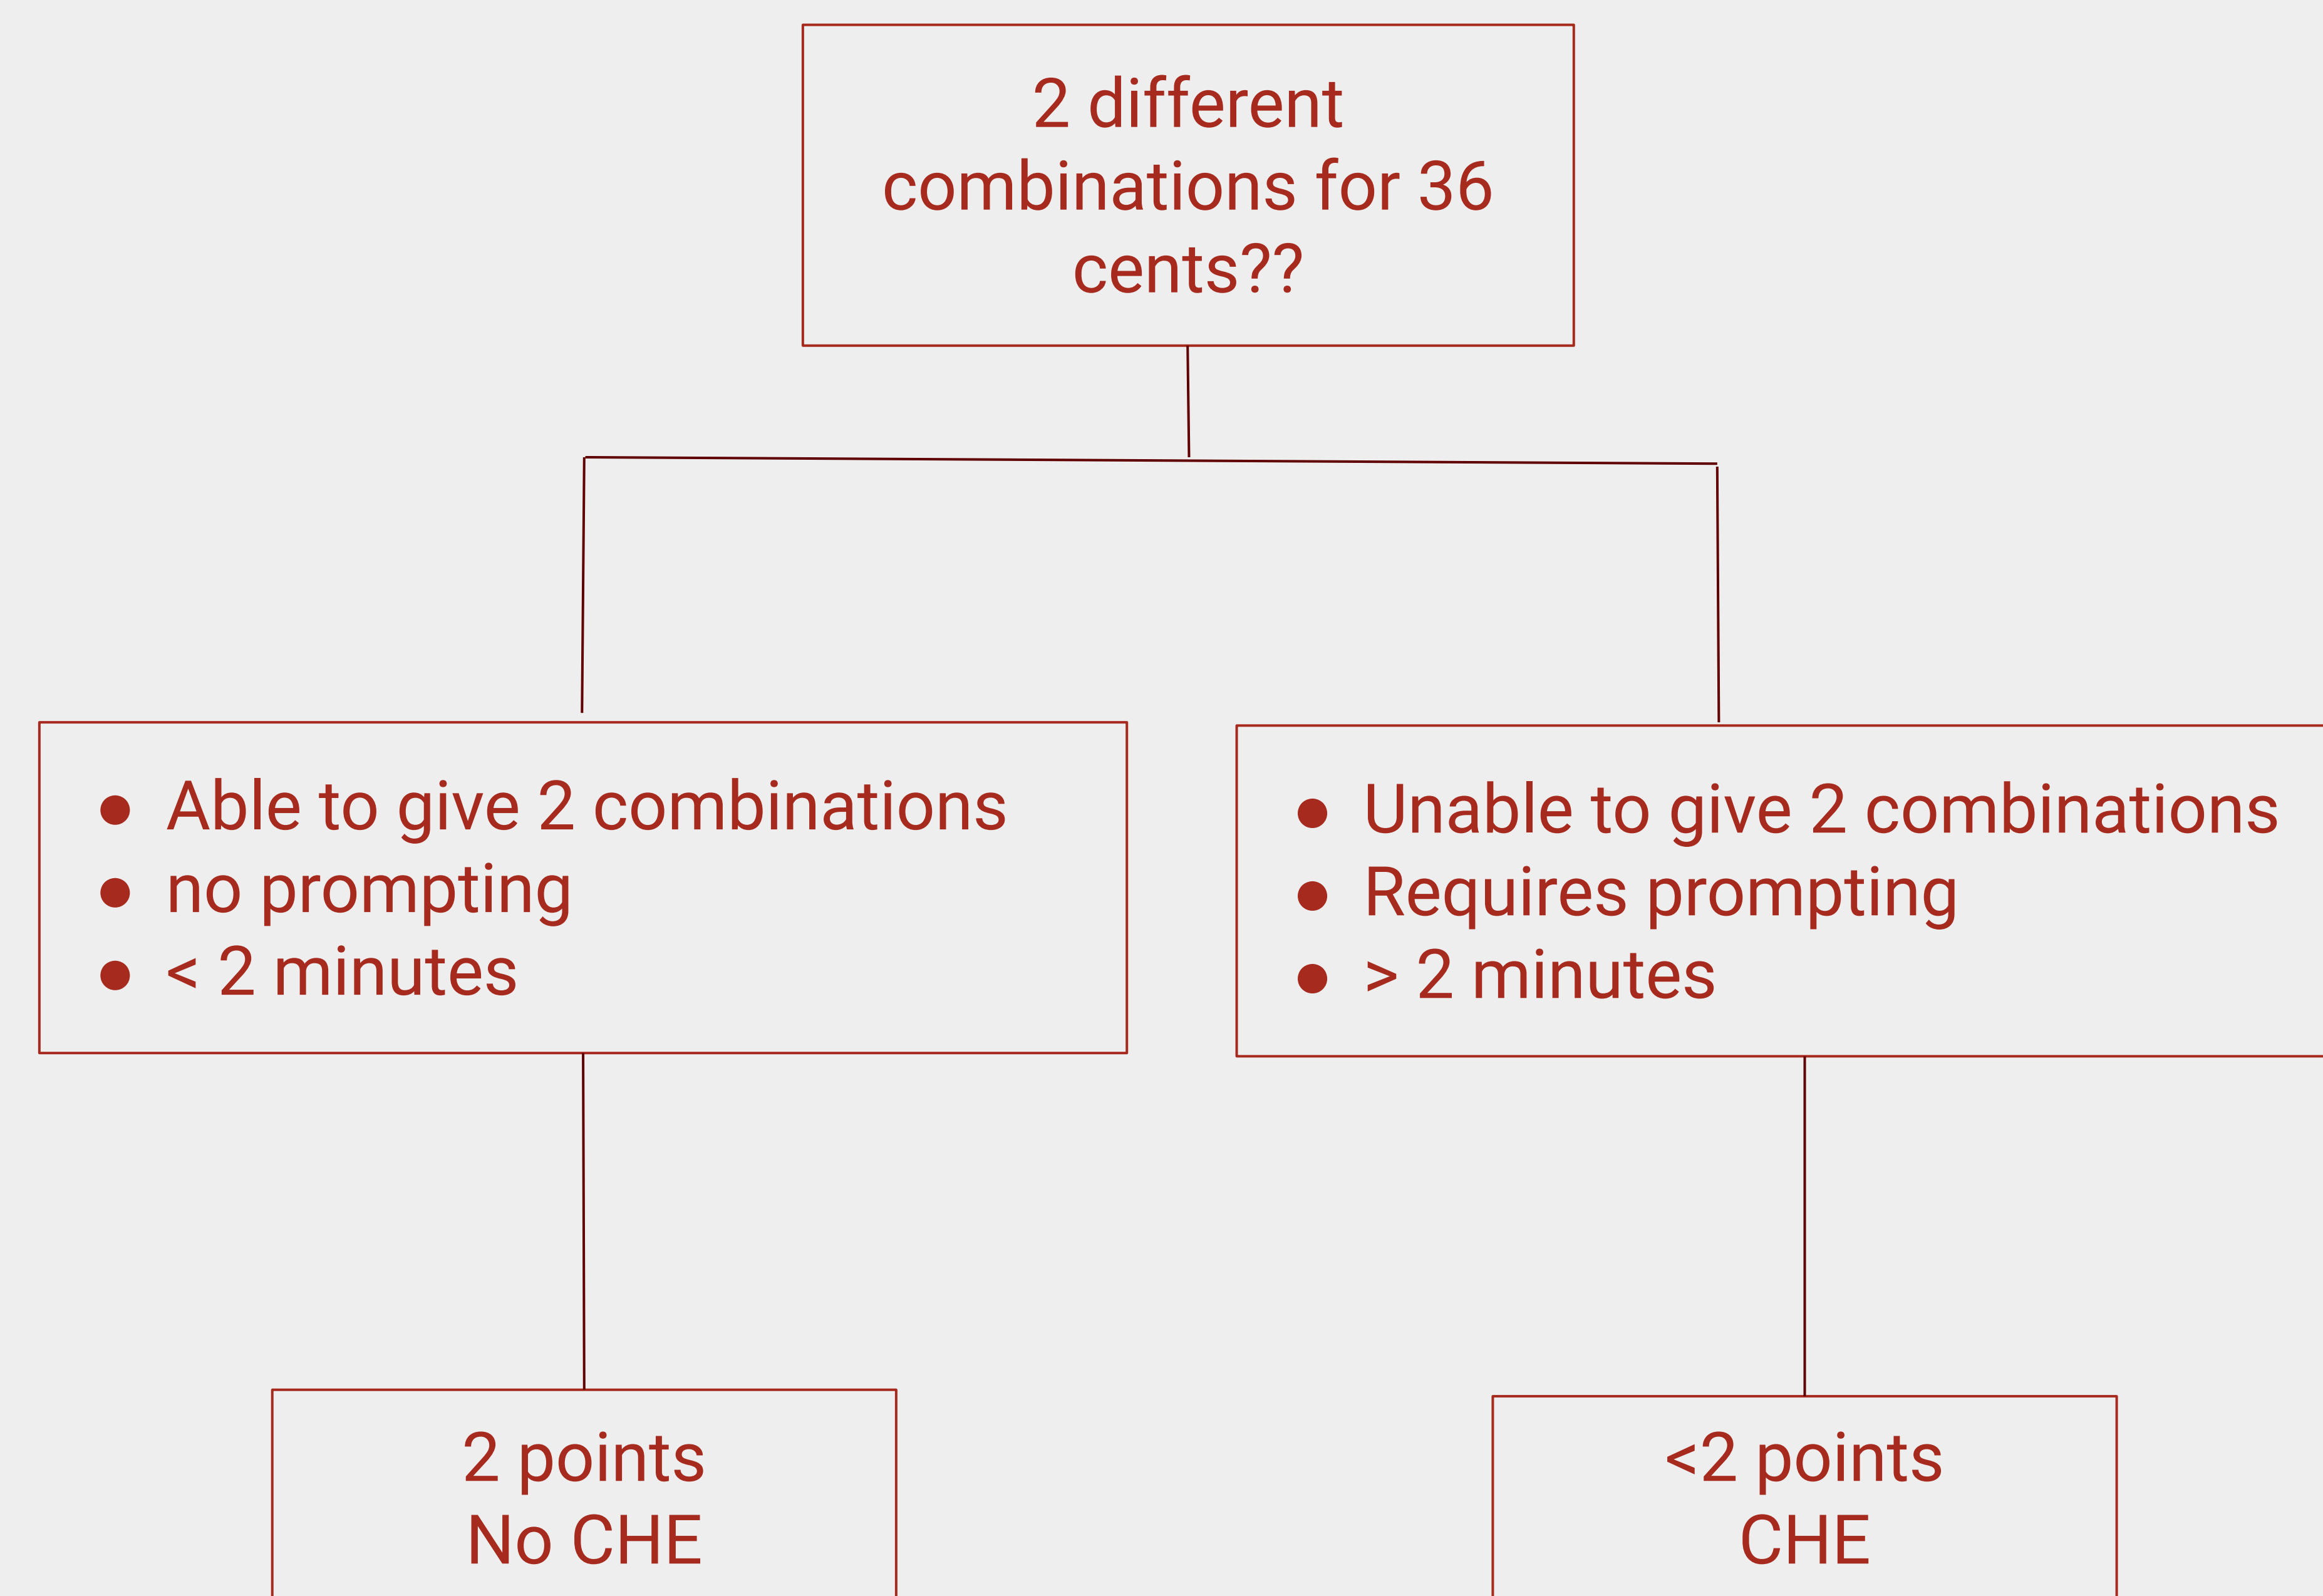 2 different
combinations for 36
cents??
● Able to give 2 combinations
● no prompting
● < 2 minutes
● Unable to give 2 combinations
● Requires prompting
● > 2 minutes
2 points
No CHE
<2 points
CHE